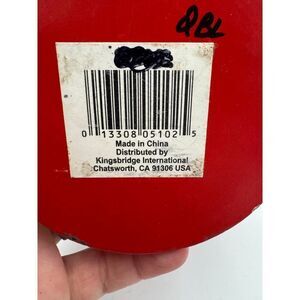 0 13308 05102 5
Made in China
Distributed by
Kingsbridge International
Chatsworth, CA 91306 USA